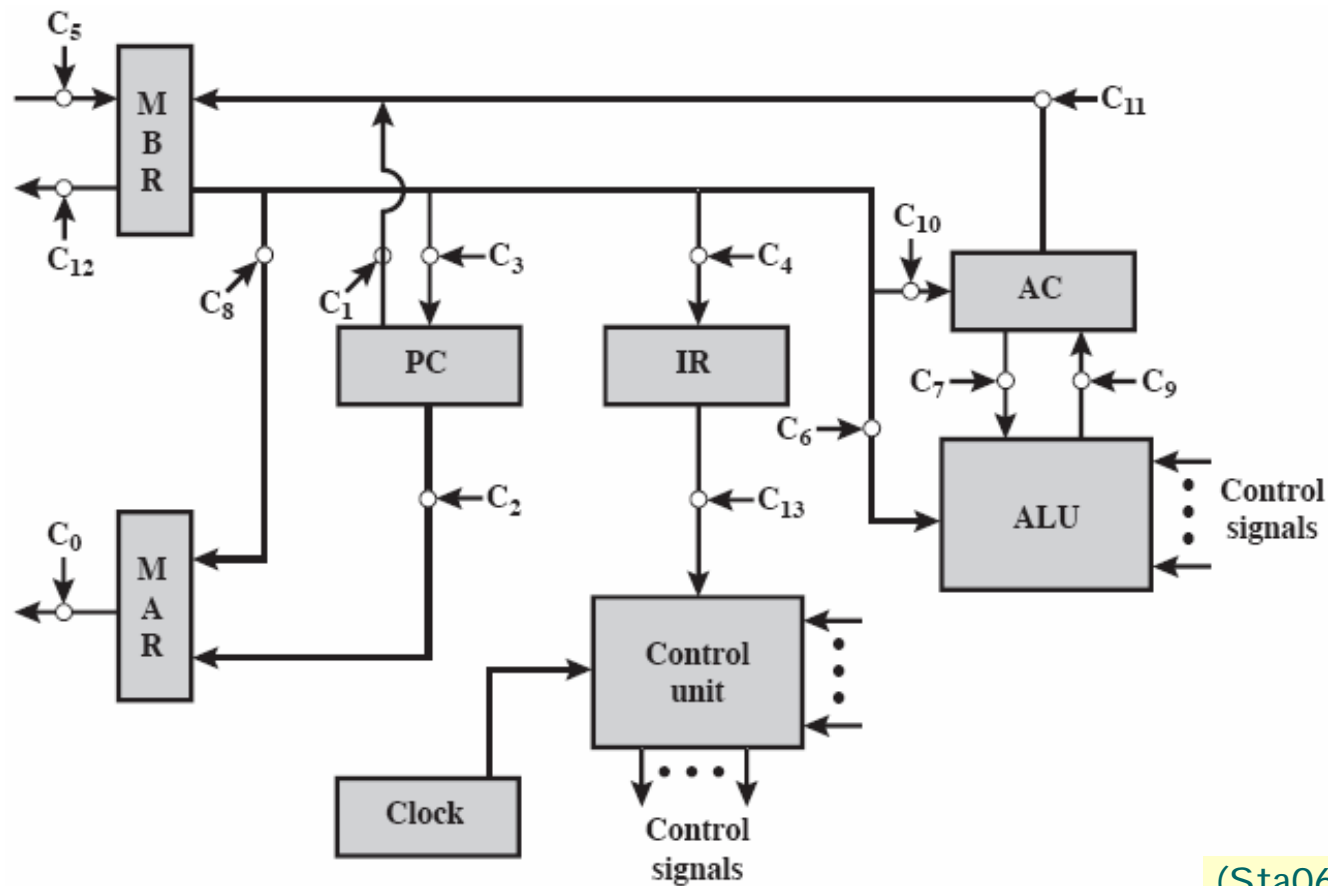 C5
M
B
R
C11
C12
C8
C1
C3
C4
C10
AC
PC
IR
C7
C9
C6
C2
C13
ALU
Control
signals
C0
M
A
R
Control
unit
Clock
Control
signals
(Sta06